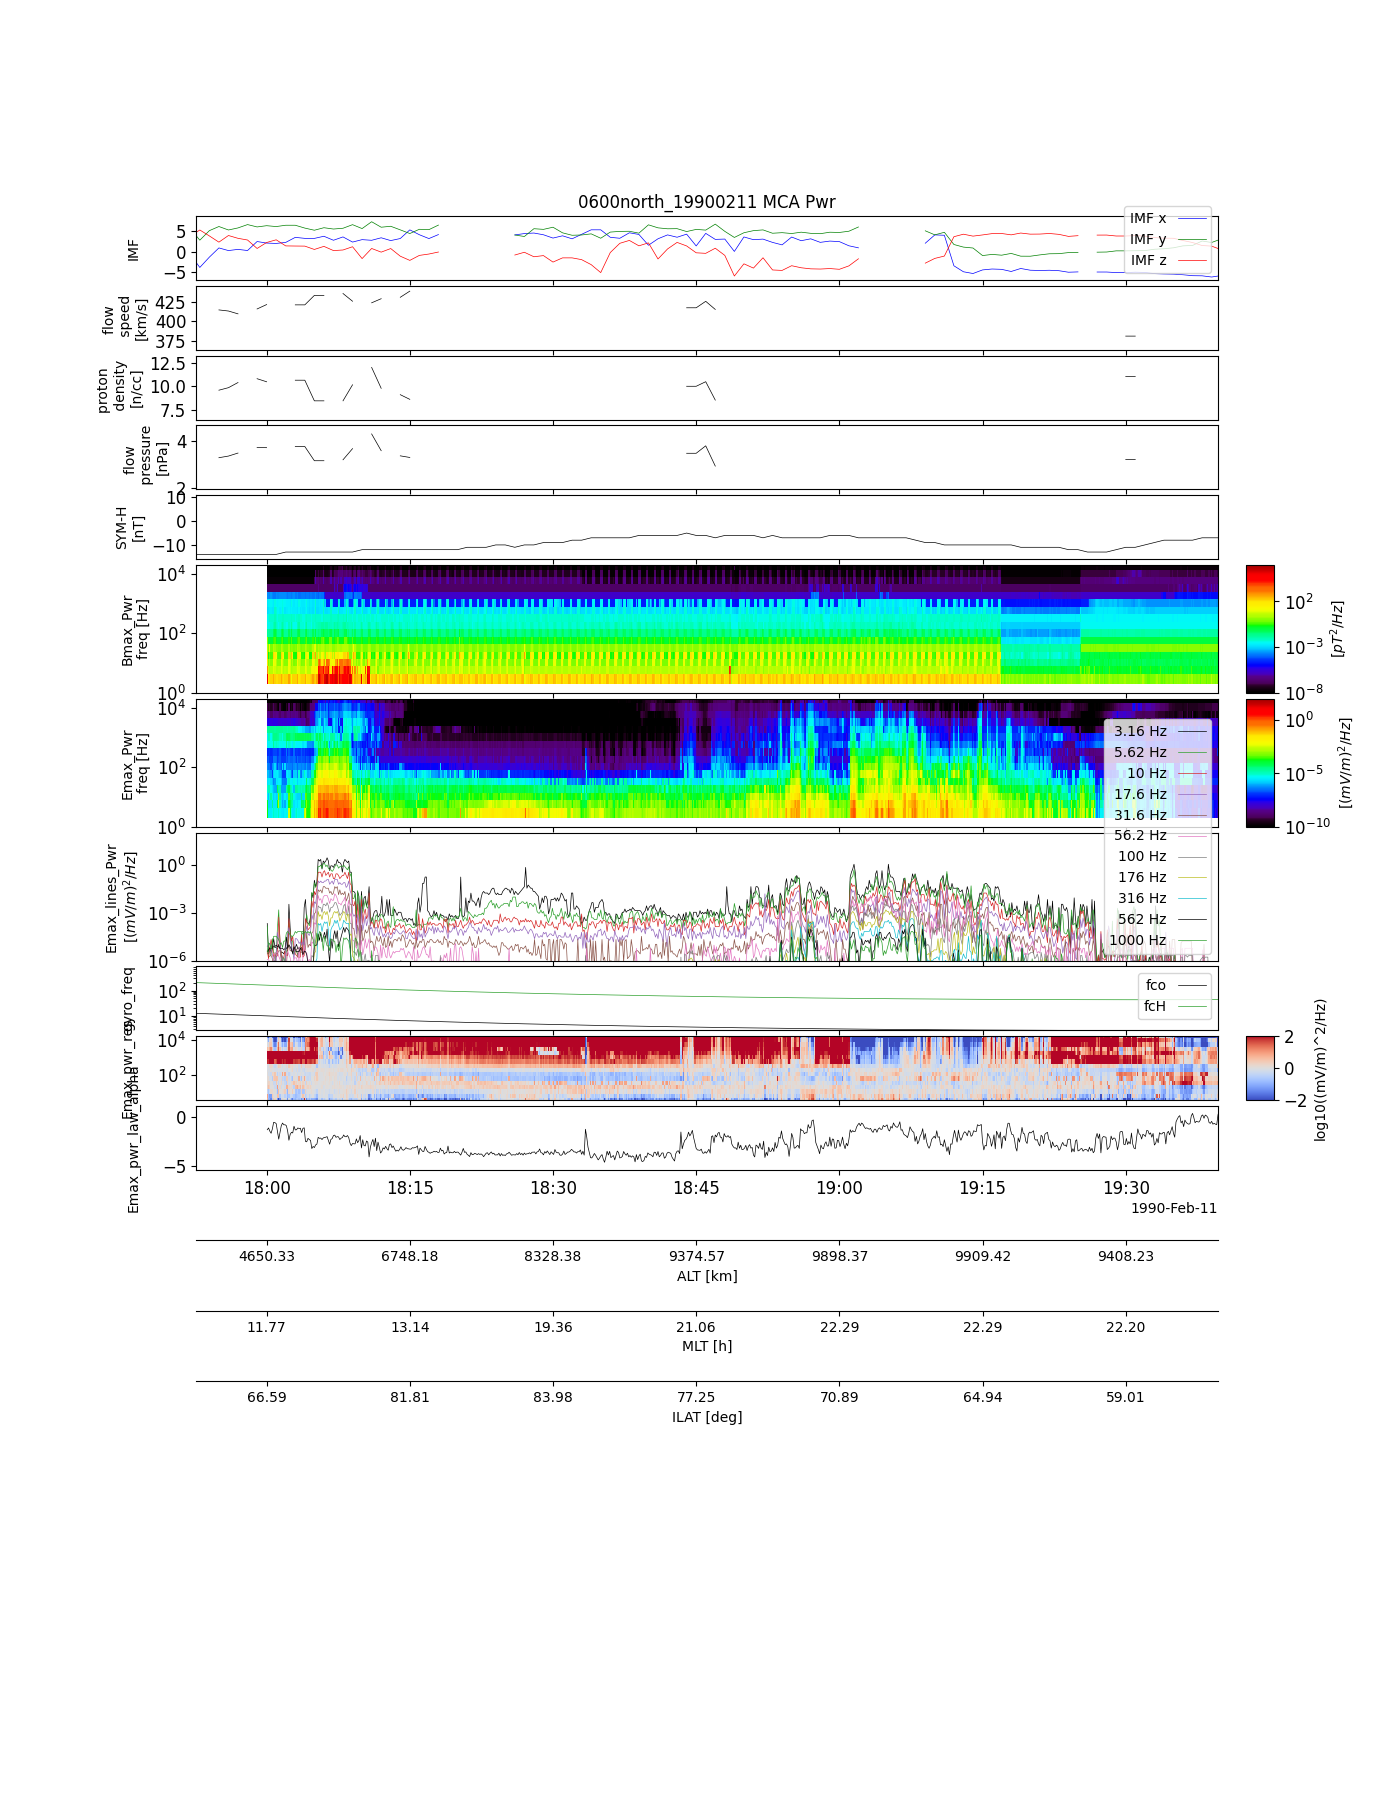 0600north_19900211 MCA Pwr
IMF
5
0
−5
IMF x
IMF y
IMF z
flow
speed
[km/s]
425
400
375
proton
density
[n/cc]
12.5
10.0
7.5
flow
pressure
[nPa]
4
2
SYM-H
[nT]
10
0
−10
Bmax_Pwr
freq [Hz]
10^4
10^2
10^0
10^2
10^−3
10^−8
[pT^2/Hz]
Emax_Pwr
freq [Hz]
10^4
10^2
10^0
10^0
10^−5
10^−10
[(mV/m)^2/Hz]
3.16 Hz
5.62 Hz
10 Hz
17.6 Hz
31.6 Hz
56.2 Hz
100 Hz
176 Hz
316 Hz
562 Hz
1000 Hz
Emax_lines_Pwr
[(mV/m)^2/Hz]
10^0
10^−3
10^−6
gyro_freq
10^2
10^1
fco
fcH
Emax_pwr_reg
10^4
10^2
2
0
−2
log10((mV/m)^2/Hz)
Emax_pwr_law_alpha
0
−5
18:00 18:15 18:30 18:45 19:00 19:15 19:30
1990-Feb-11
4650.33 6748.18 8328.38 9374.57 9898.37 9909.42 9408.23
ALT [km]
11.77 13.14 19.36 21.06 22.29 22.29 22.20
MLT [h]
66.59 81.81 83.98 77.25 70.89 64.94 59.01
ILAT [deg]